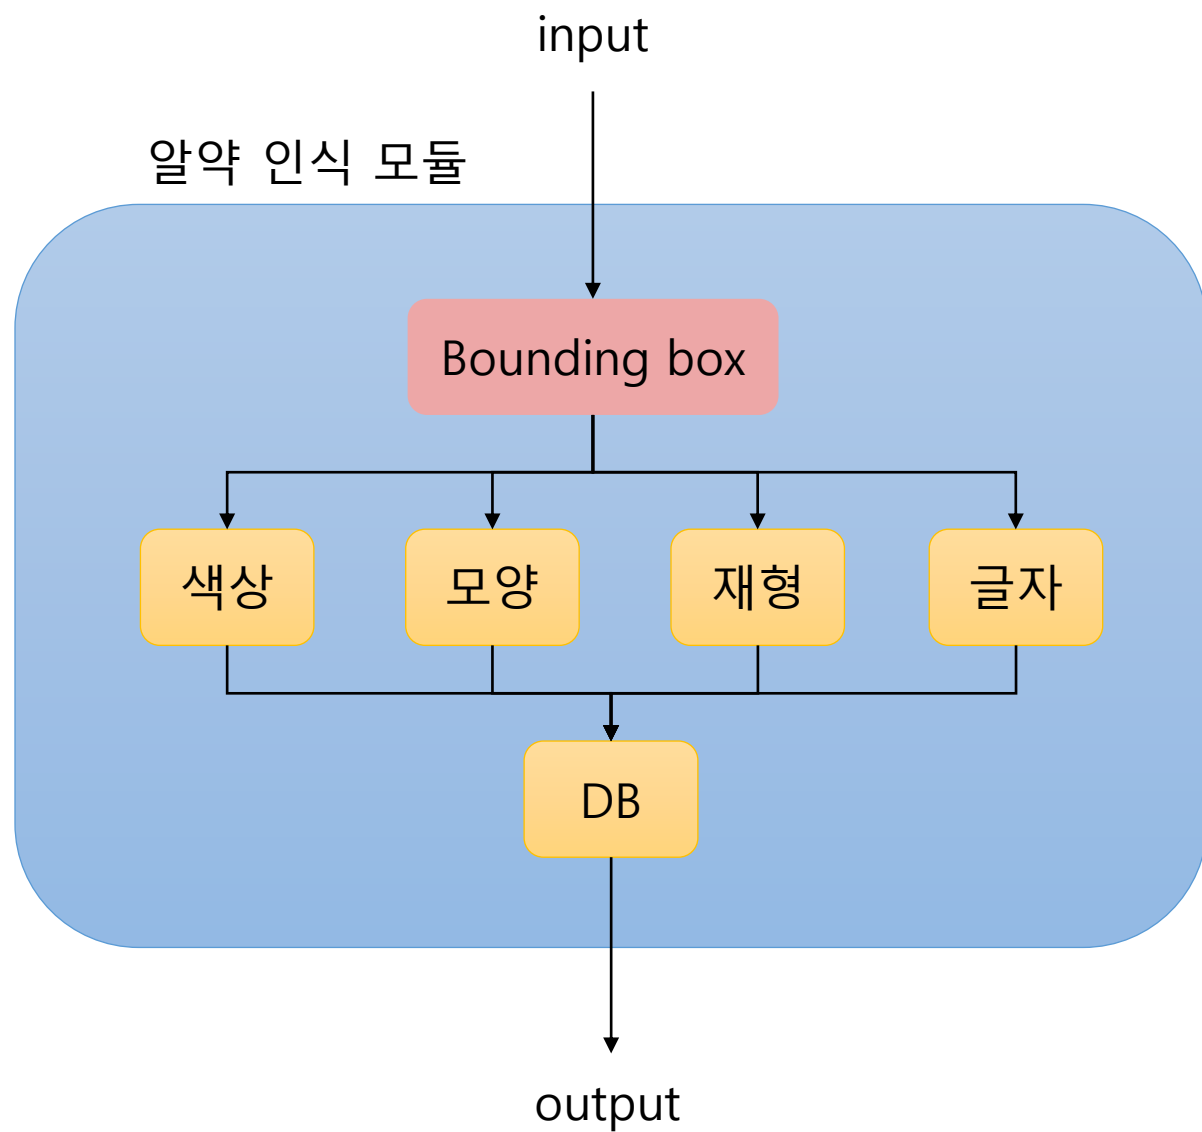 input
알약 인식 모듈
Bounding box
색상
모양
재형
글자
DB
output